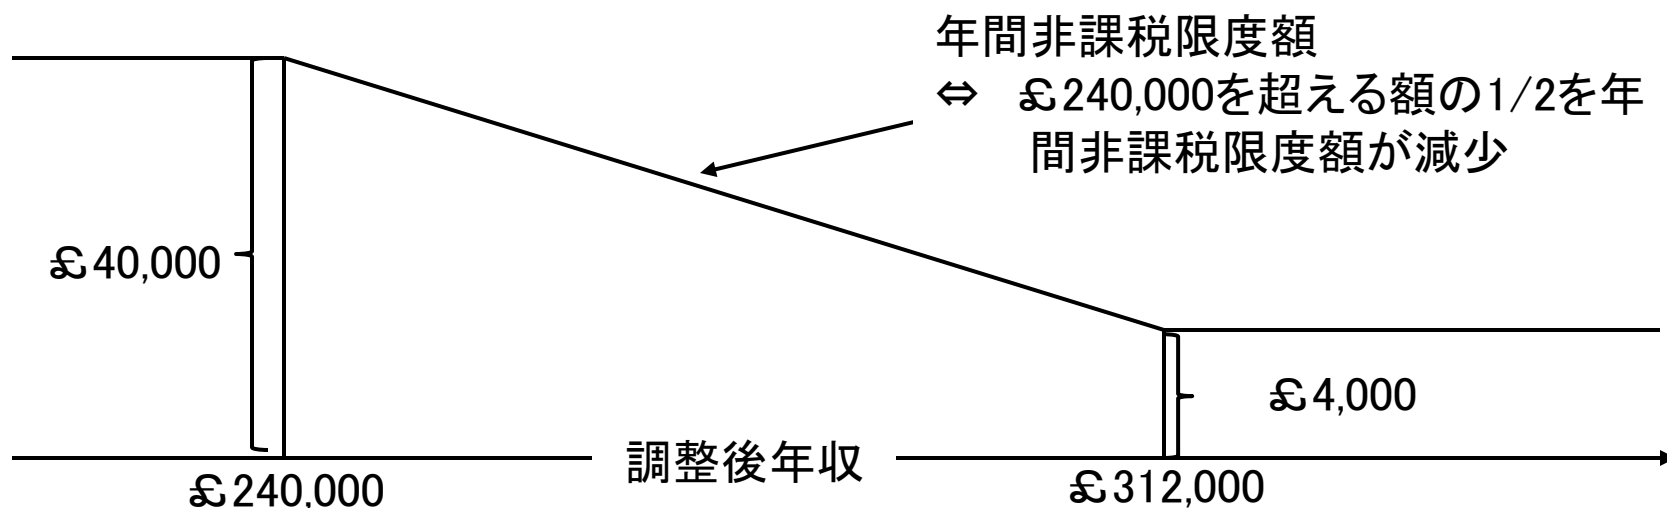 年間非課税限度額
⇔ £240,000を超える額の1/2を年
間非課税限度額が減少
£40,000
£4,000
調整後年収
£240,000
£312,000